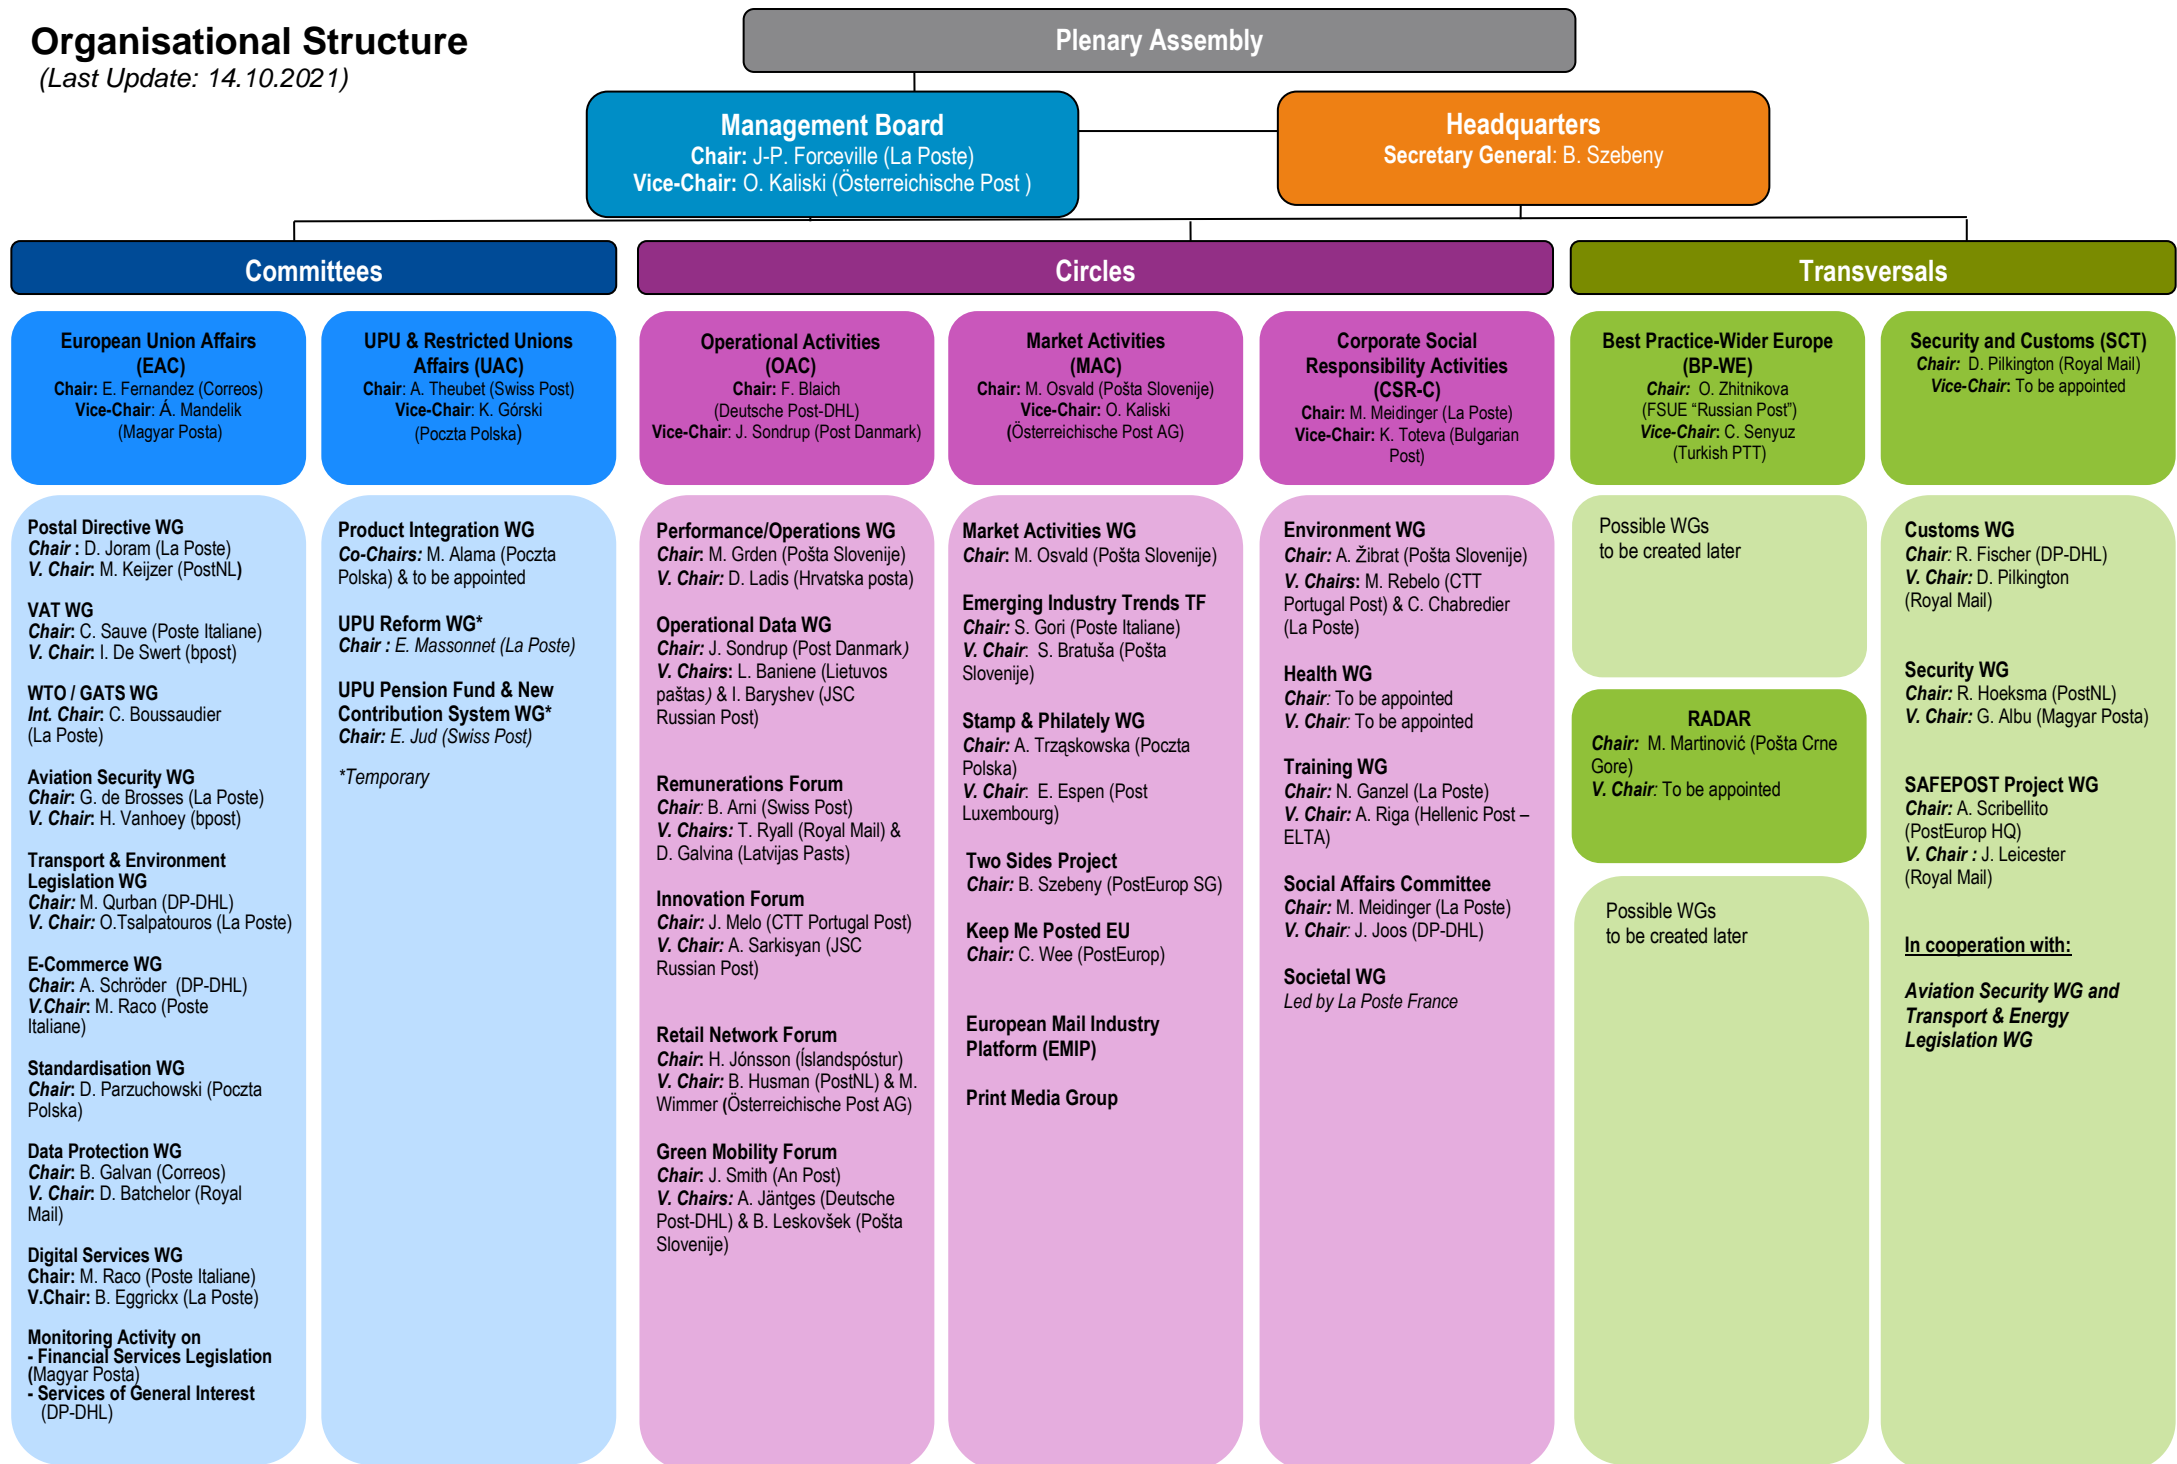 Organisational Structure
(Last Update: 14.10.2021)
Plenary Assembly
Management Board
Chair: J-P. Forceville (La Poste)
Vice-Chair: O. Kaliski (Österreichische Post )
Headquarters
Secretary General: B. Szebeny
Committees
Circles
Transversals
European Union Affairs
(EAC)
Chair: E. Fernandez (Correos)
Vice-Chair: Á. Mandelik
(Magyar Posta)
UPU & Restricted Unions
Affairs (UAC)
Chair: A. Theubet (Swiss Post)
Vice-Chair: K. Górski
(Poczta Polska)
Operational Activities
(OAC)
Chair: F. Blaich
(Deutsche Post-DHL)
Vice-Chair: J. Sondrup (Post Danmark)
Market Activities
(MAC)
Chair: M. Osvald (Pošta Slovenije)
Vice-Chair: O. Kaliski
(Österreichische Post AG)
Corporate Social
Responsibility Activities
(CSR-C)
Chair: M. Meidinger (La Poste)
Vice-Chair: K. Toteva (Bulgarian
Post)
Best Practice-Wider Europe
(BP-WE)
Chair: O. Zhitnikova
(FSUE “Russian Post”)
Vice-Chair: C. Senyuz
(Turkish PTT)
Security and Customs (SCT)
Chair: D. Pilkington (Royal Mail)
Vice-Chair: To be appointed
Postal Directive WG
Chair : D. Joram (La Poste)
V. Chair: M. Keijzer (PostNL)
VAT WG
Chair: C. Sauve (Poste Italiane)
V. Chair: I. De Swert (bpost)
WTO / GATS WG
Int. Chair: C. Boussaudier
(La Poste)
Aviation Security WG
Chair: G. de Brosses (La Poste)
V. Chair: H. Vanhoey (bpost)
Transport & Environment
Legislation WG
Chair: M. Qurban (DP-DHL)
V. Chair: O.Tsalpatouros (La Poste)
E-Commerce WG
Chair: A. Schröder (DP-DHL)
V.Chair: M. Raco (Poste
Italiane)
Standardisation WG
Chair: D. Parzuchowski (Poczta
Polska)
Data Protection WG
Chair: B. Galvan (Correos)
V. Chair: D. Batchelor (Royal
Mail)
Digital Services WG
Chair: M. Raco (Poste Italiane)
V.Chair: B. Eggrickx (La Poste)
Monitoring Activity on
- Financial Services Legislation
(Magyar Posta)
- Services of General Interest
(DP-DHL)
Product Integration WG
Co-Chairs: M. Alama (Poczta
Polska) & to be appointed
UPU Reform WG*
Chair : E. Massonnet (La Poste)
UPU Pension Fund & New
Contribution System WG*
Chair: E. Jud (Swiss Post)
*Temporary
Performance/Operations WG
Chair: M. Grden (Pošta Slovenije)
V. Chair: D. Ladis (Hrvatska posta)
Operational Data WG
Chair: J. Sondrup (Post Danmark)
V. Chairs: L. Baniene (Lietuvos
paštas) & I. Baryshev (JSC
Russian Post)
Remunerations Forum
Chair: B. Arni (Swiss Post)
V. Chairs: T. Ryall (Royal Mail) &
D. Galvina (Latvijas Pasts)
Innovation Forum
Chair: J. Melo (CTT Portugal Post)
V. Chair: A. Sarkisyan (JSC
Russian Post)
Retail Network Forum
Chair: H. Jónsson (Íslandspóstur)
V. Chair: B. Husman (PostNL) & M.
Wimmer (Österreichische Post AG)
Green Mobility Forum
Chair: J. Smith (An Post)
V. Chairs: A. Jäntges (Deutsche
Post-DHL) & B. Leskovšek (Pošta
Slovenije)
Market Activities WG
Chair: M. Osvald (Pošta Slovenije)
Emerging Industry Trends TF
Chair: S. Gori (Poste Italiane)
V. Chair: S. Bratuša (Pošta
Slovenije)
Stamp & Philately WG
Chair: A. Trząskowska (Poczta
Polska)
V. Chair: E. Espen (Post
Luxembourg)
Two Sides Project
Chair: B. Szebeny (PostEurop SG)
Keep Me Posted EU
Chair: C. Wee (PostEurop)
European Mail Industry
Platform (EMIP)
Print Media Group
Environment WG
Chair: A. Žibrat (Pošta Slovenije)
V. Chairs: M. Rebelo (CTT
Portugal Post) & C. Chabredier
(La Poste)
Health WG
Chair: To be appointed
V. Chair: To be appointed
Training WG
Chair: N. Ganzel (La Poste)
V. Chair: A. Riga (Hellenic Post –
ELTA)
Social Affairs Committee
Chair: M. Meidinger (La Poste)
V. Chair: J. Joos (DP-DHL)
Societal WG
Led by La Poste France
Possible WGs
to be created later
RADAR
Chair: M. Martinović (Pošta Crne
Gore)
V. Chair: To be appointed
Possible WGs
to be created later
Customs WG
Chair: R. Fischer (DP-DHL)
V. Chair: D. Pilkington
(Royal Mail)
Security WG
Chair: R. Hoeksma (PostNL)
V. Chair: G. Albu (Magyar Posta)
SAFEPOST Project WG
Chair: A. Scribellito
(PostEurop HQ)
V. Chair : J. Leicester
(Royal Mail)
In cooperation with:
Aviation Security WG and
Transport & Energy
Legislation WG